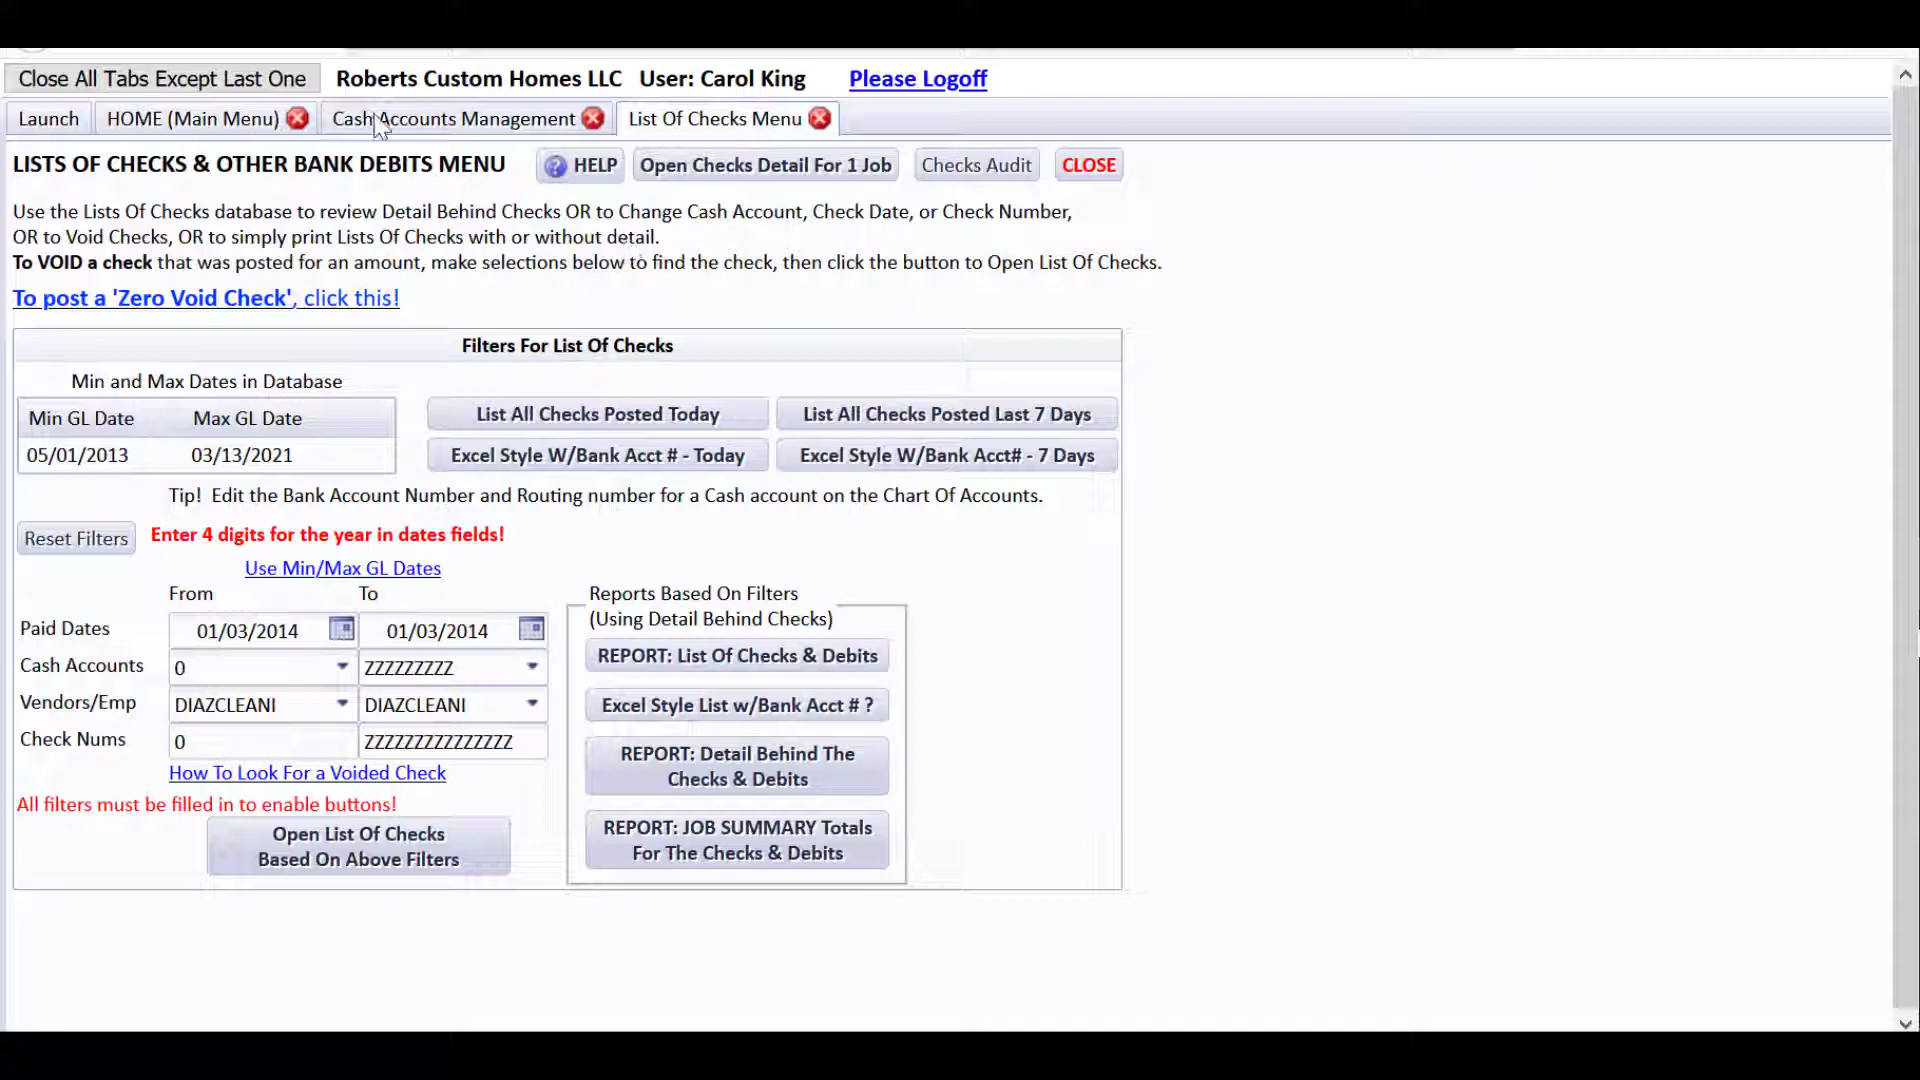 Close All Tabs Except Last One Roberts Custom Homes LLC User: Carol King Please Logoff
Launch HOME (Main Menu) Cash Accounts Management List Of Checks Menu
LISTS OF CHECKS & OTHER BANK DEBITS MENU ? HELP Open Checks Detail For 1 Job Checks Audit CLOSE
Use the Lists Of Checks database to review Detail Behind Checks OR to Change Cash Account, Check Date, or Check Number,
OR to Void Checks, OR to simply print Lists Of Checks with or without detail.
To VOID a check that was posted for an amount, make selections below to find the check, then click the button to Open List Of Checks.
To post a 'Zero Void Check', click this!
Filters For List Of Checks
Min and Max Dates in Database
Min GL Date Max GL Date
05/01/2013 03/13/2021
List All Checks Posted Today List All Checks Posted Last 7 Days
Excel Style W/Bank Acct # - Today Excel Style W/Bank Acct# - 7 Days
Tip! Edit the Bank Account Number and Routing number for a Cash account on the Chart Of Accounts.
Reset Filters Enter 4 digits for the year in dates fields!
Use Min/Max GL Dates
From To
Paid Dates 01/03/2014 01/03/2014
Cash Accounts 0 ZZZZZZZZZ
Vendors/Emp DIAZCLEANI DIAZCLEANI
Check Nums 0 ZZZZZZZZZZZZZZZ
How To Look For a Voided Check
All filters must be filled in to enable buttons!
Open List Of Checks
Based On Above Filters
Reports Based On Filters
(Using Detail Behind Checks)
REPORT: List Of Checks & Debits
Excel Style List w/Bank Acct # ?
REPORT: Detail Behind The
Checks & Debits
REPORT: JOB SUMMARY Totals
For The Checks & Debits